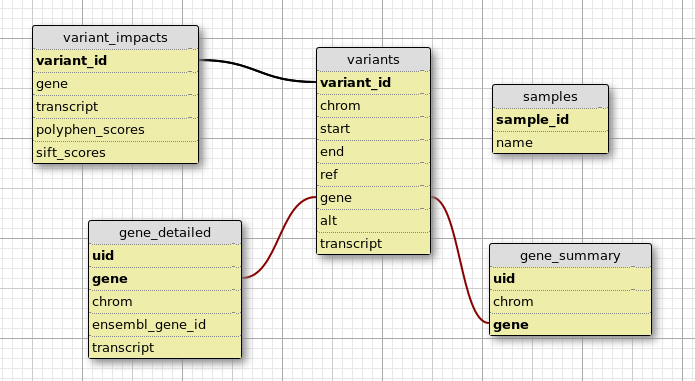 variant_impacts
variant_id
gene
transcript
polyphen_scores
sift_scores
variants
variant_id
chrom
start
end
ref
gene
alt
transcript
samples
sample_id
name
gene_detailed
uid
gene
chrom
ensembl_gene_id
transcript
gene_summary
uid
chrom
gene